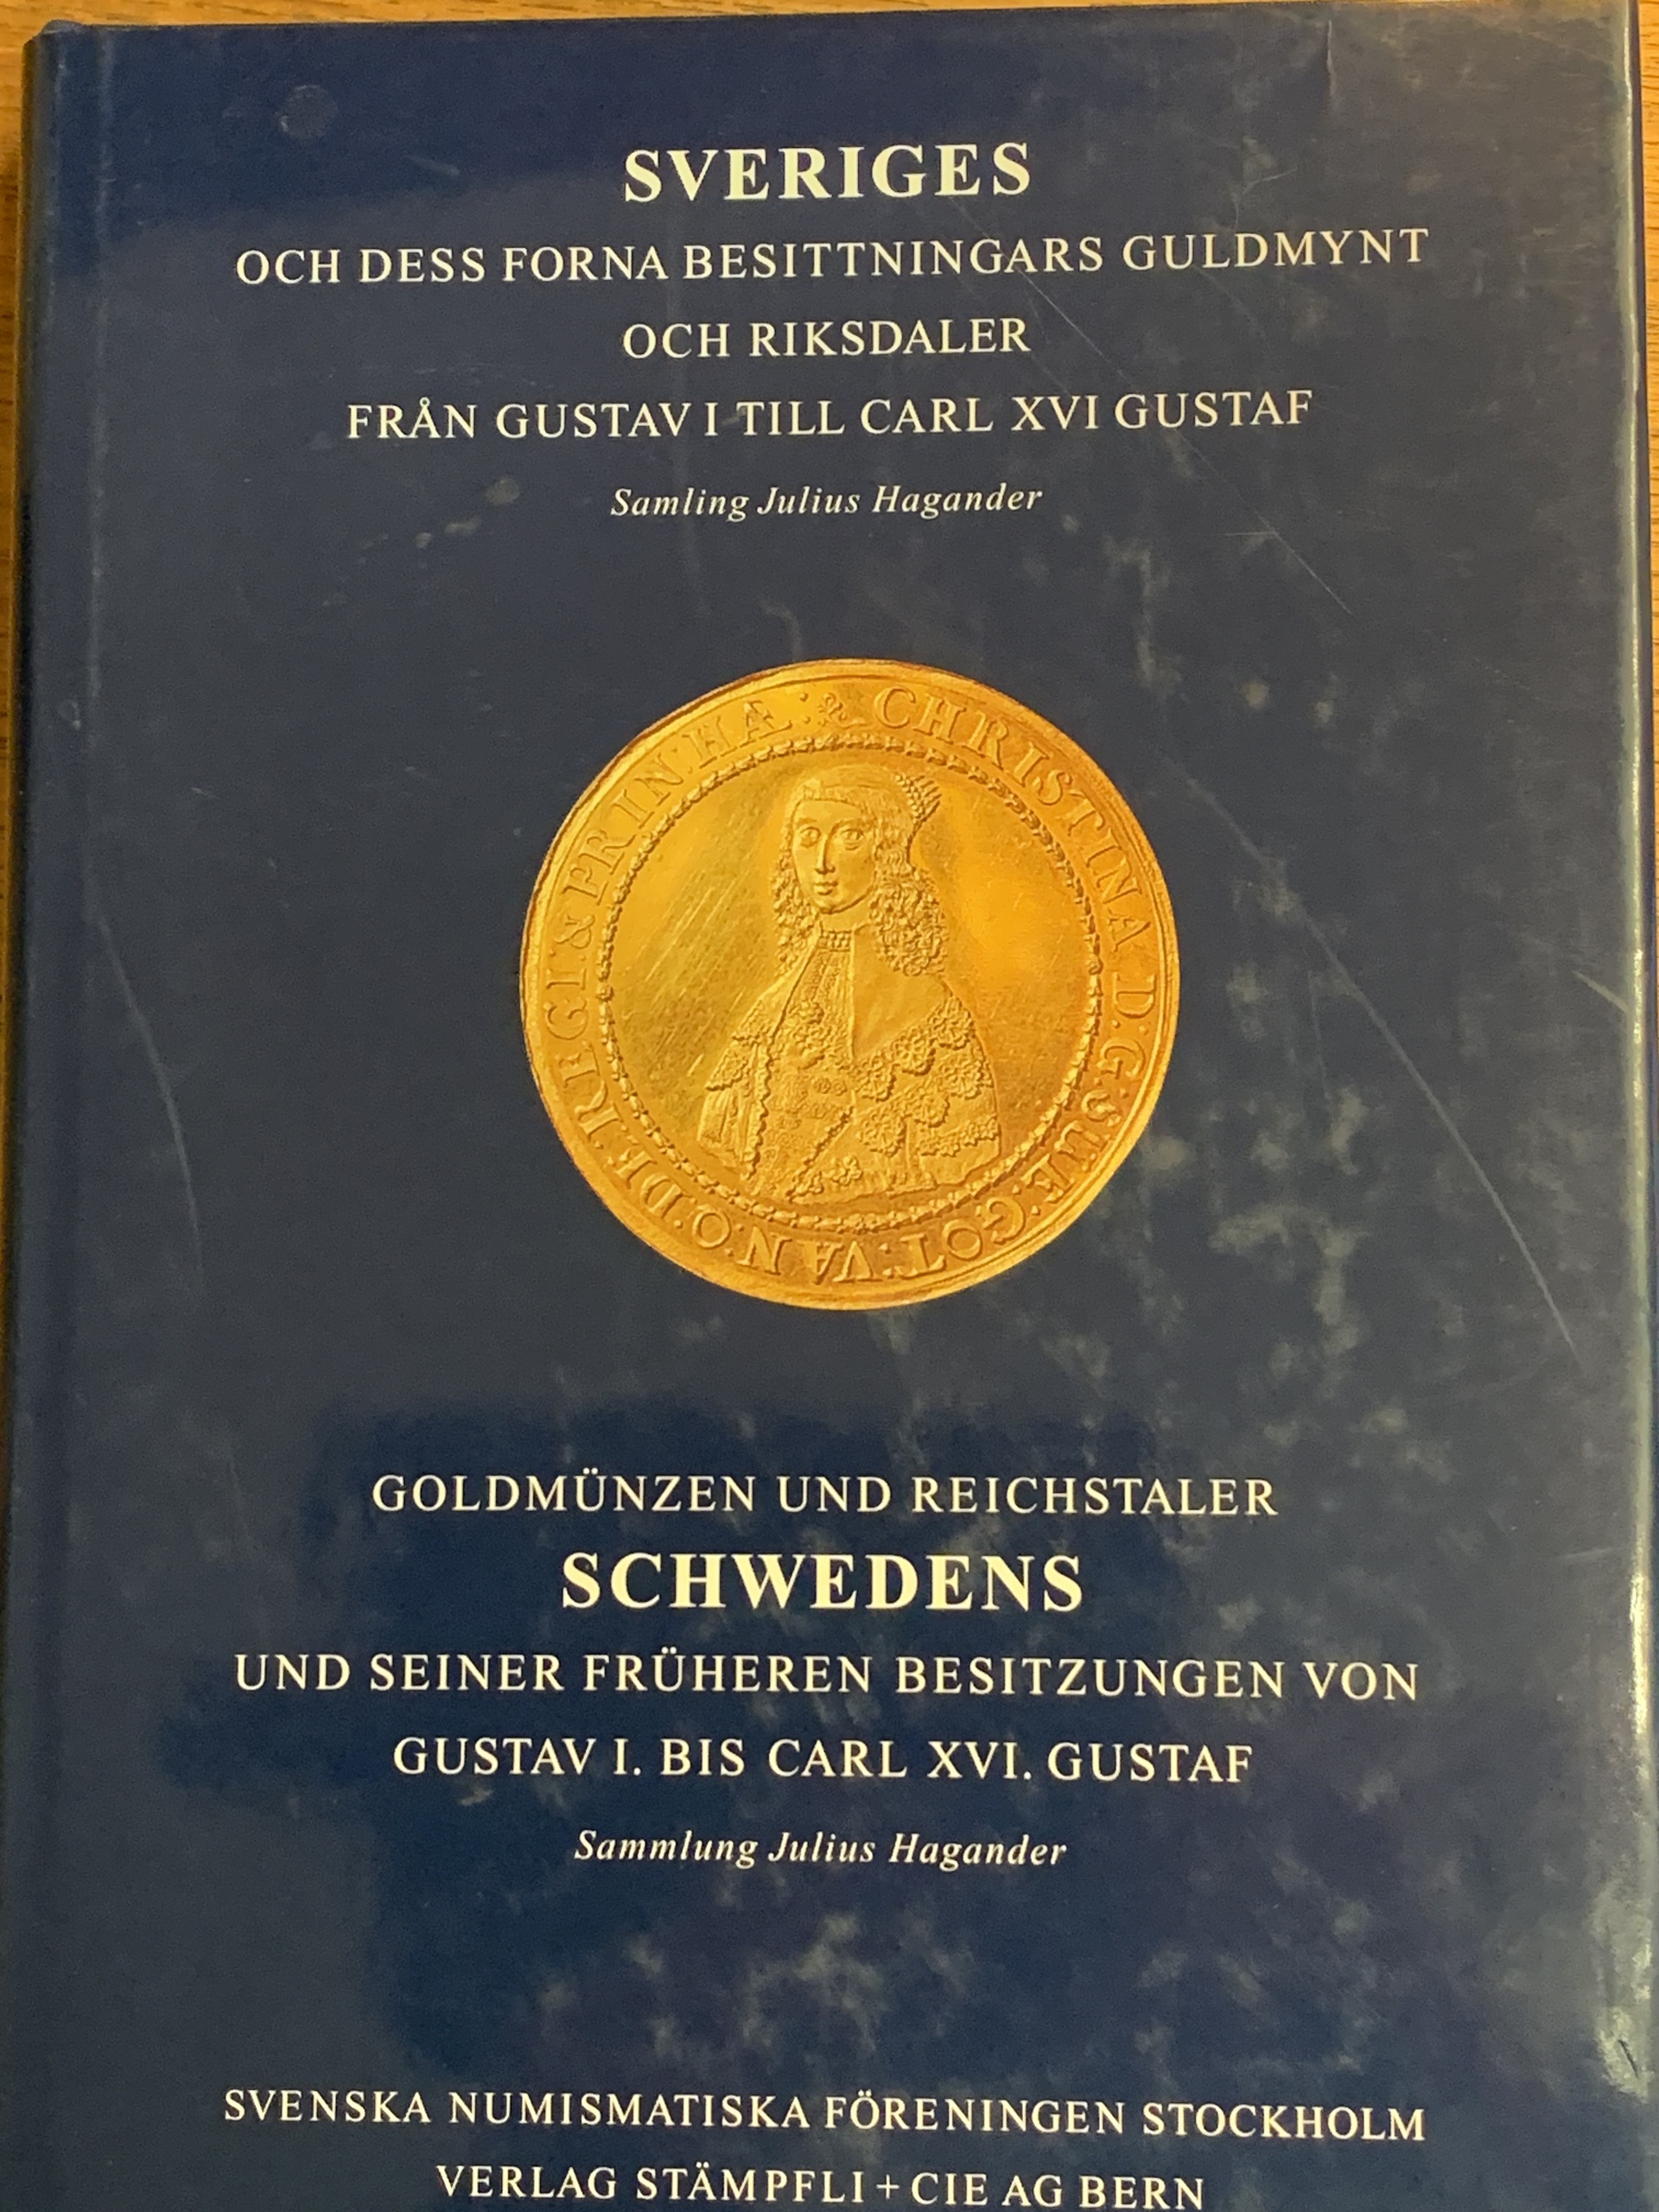 SVERIGES
OCH DESS FORNA BESITTNINGARS GULDMYNT
OCH RIKSDALER
FRÅN GUSTAV I TILL CARL XVI GUSTAF
Samling Julius Hagander
CHRISTINA·D:G:SUE:GOT:VAN·O:DE·REGI·&PRIN·HÆ:
GOLDMÜNZEN UND REICHSTALER
SCHWEDENS
UND SEINER FRÜHEREN BESITZUNGEN VON
GUSTAV I. BIS CARL XVI. GUSTAF
Sammlung Julius Hagander
SVENSKA NUMISMATISKA FÖRENINGEN STOCKHOLM
VERLAG STÄMPFLI + CIE AG BERN